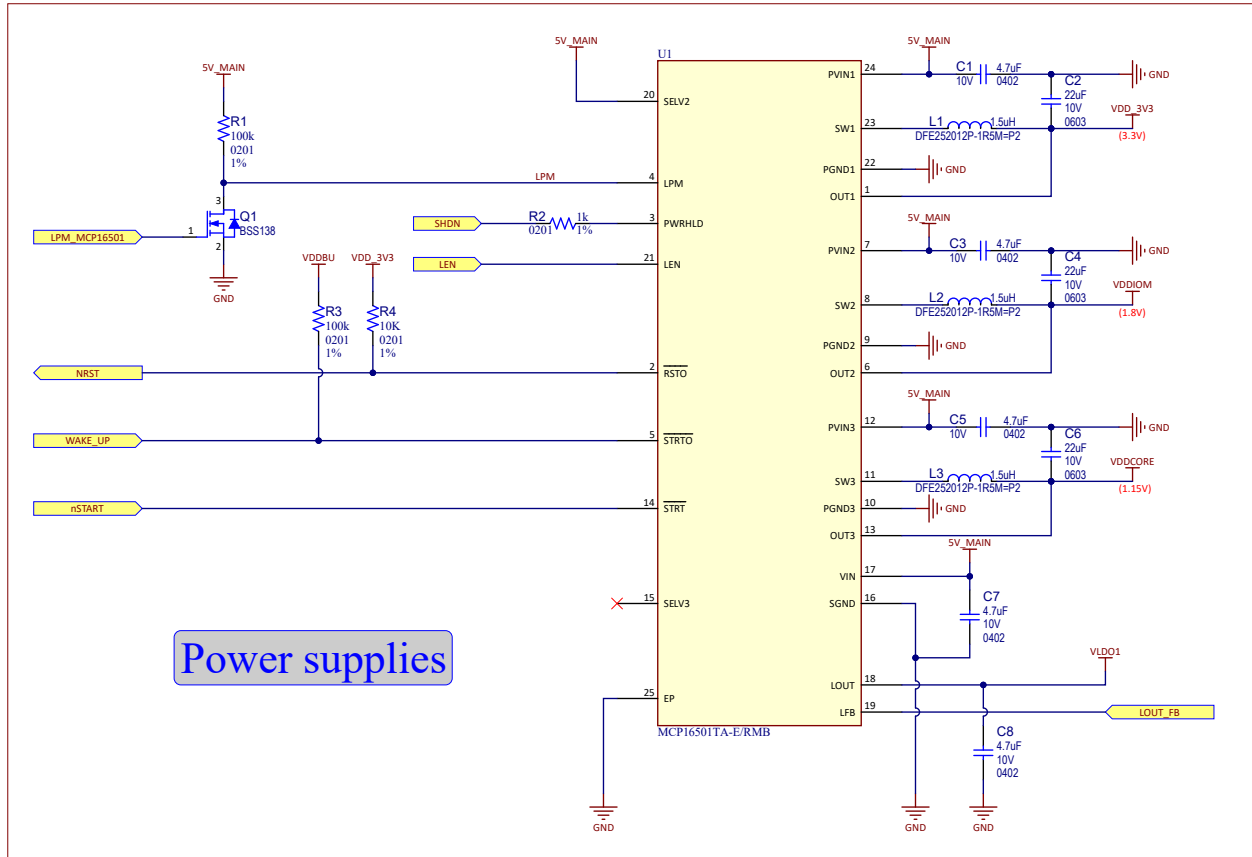 5V_MAIN
R1
100k
0201
1%
LPM
3
Q1
BSS138
1
2
LPM_MCP16501
GND
SHDN
R2
0201
1k
1%
LEN
VDDBU
R3
100k
0201
1%
VDD_3V3
R4
10K
0201
1%
NRST
WAKE_UP
nSTART
Power supplies
GND
5V_MAIN
U1
20 SELV2
4 LPM
3 PWRHLD
21 LEN
2 RSTO
5 STRTO
14 STRT
15 SELV3
25 EP
MCP16501TA-E/RMB
PVIN1 24
SW1 23
PGND1 22
OUT1 1
PVIN2 7
SW2 8
PGND2 9
OUT2 6
PVIN3 12
SW3 11
PGND3 10
OUT3 13
VIN 17
SGND 16
LOUT 18
LFB 19
5V_MAIN
C1
10V
4.7uF
0402
GND
C2
22uF
10V
0603
L1
1.5uH
DFE252012P-1R5M=P2
VDD_3V3
(3.3V)
GND
5V_MAIN
C3
10V
4.7uF
0402
GND
C4
22uF
10V
0603
L2
1.5uH
DFE252012P-1R5M=P2
VDDIOM
(1.8V)
GND
5V_MAIN
C5
10V
4.7uF
0402
GND
C6
22uF
10V
0603
L3
1.5uH
DFE252012P-1R5M=P2
VDDCORE
(1.15V)
GND
5V_MAIN
C7
4.7uF
10V
0402
VLDO1
LOUT_FB
C8
4.7uF
10V
0402
GND
GND